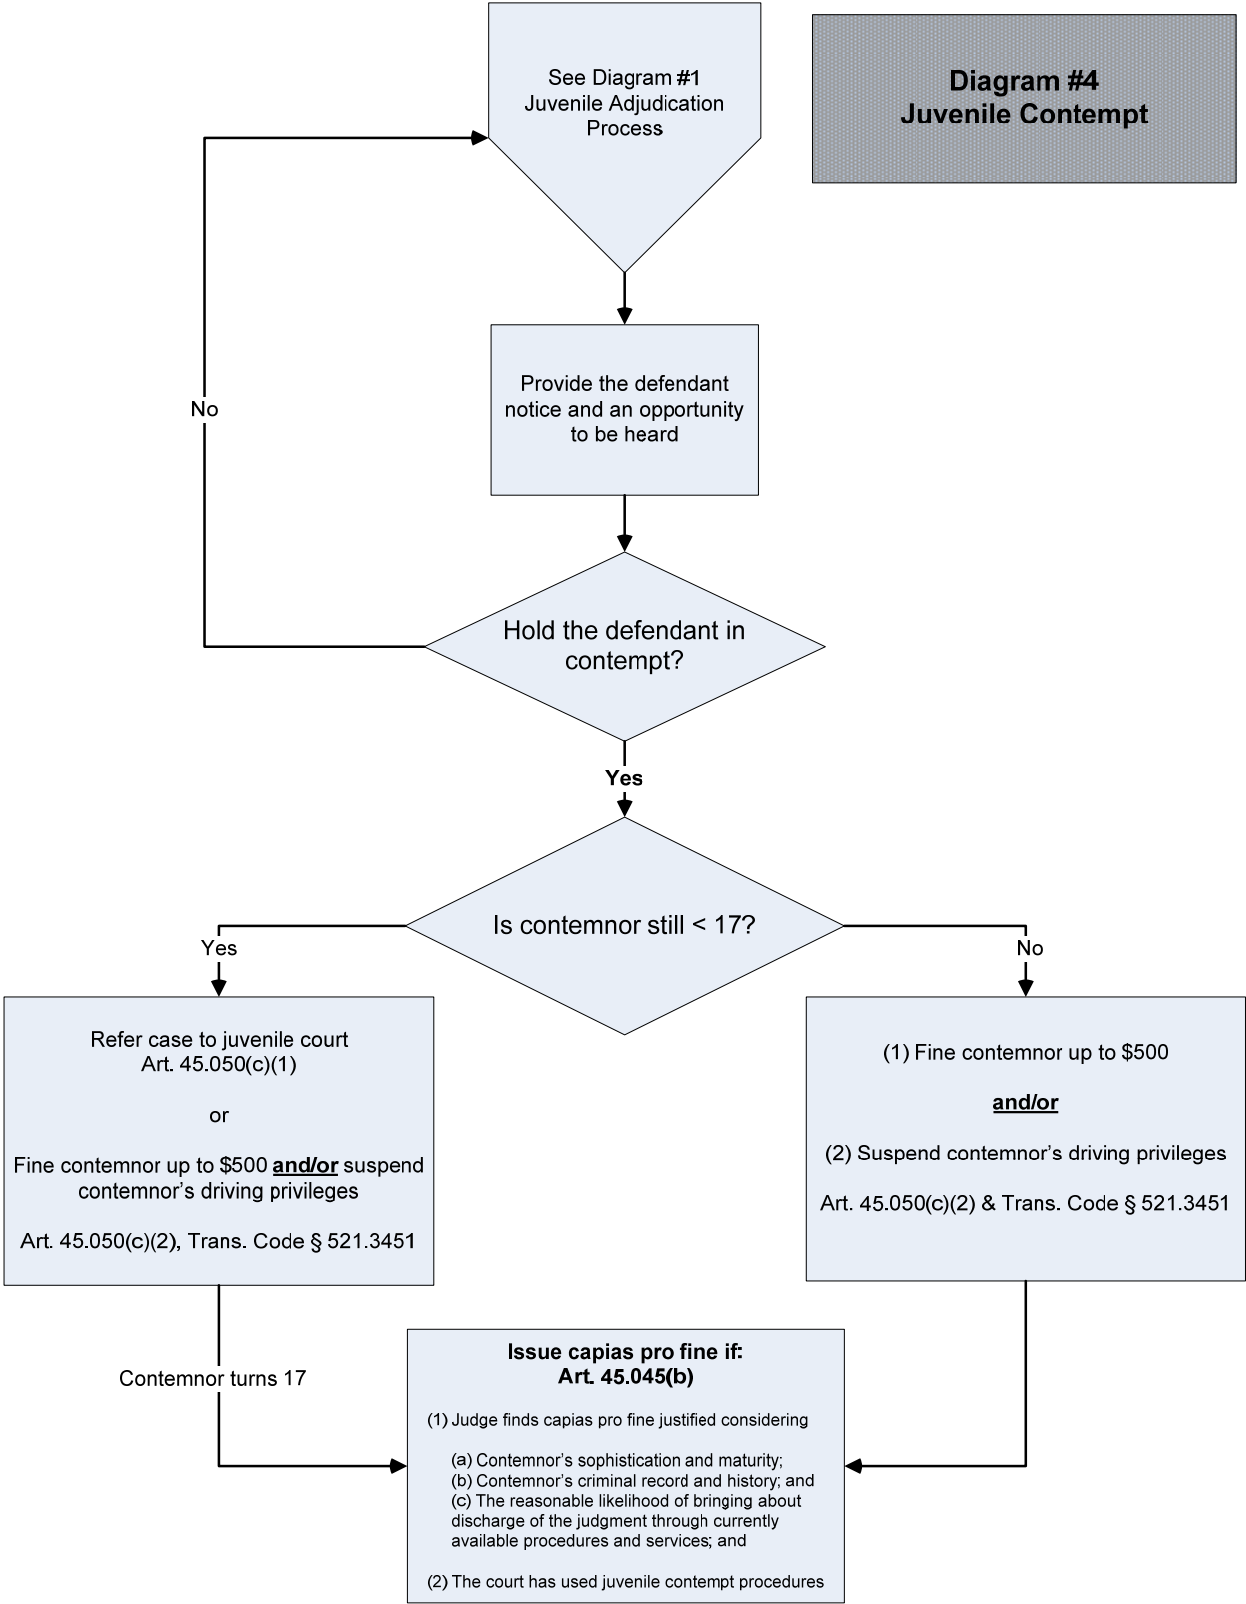 See Diagram #1
Juvenile Adjudication
Process
Diagram #4
Juvenile Contempt
Provide the defendant
notice and an opportunity
to be heard
No
Hold the defendant in
contempt?
Yes
Is contemnor still < 17?
Yes
No
Refer case to juvenile court
Art. 45.050(c)(1)
or
Fine contemnor up to $500 and/or suspend
contemnor's driving privileges
Art. 45.050(c)(2), Trans. Code § 521.3451
(1) Fine contemnor up to $500
and/or
(2) Suspend contemnor's driving privileges
Art. 45.050(c)(2) & Trans. Code § 521.3451
Contemnor turns 17
Issue capias pro fine if:
Art. 45.045(b)
(1) Judge finds capias pro fine justified considering
(a) Contemnor's sophistication and maturity;
(b) Contemnor's criminal record and history; and
(c) The reasonable likelihood of bringing about
discharge of the judgment through currently
available procedures and services; and
(2) The court has used juvenile contempt procedures